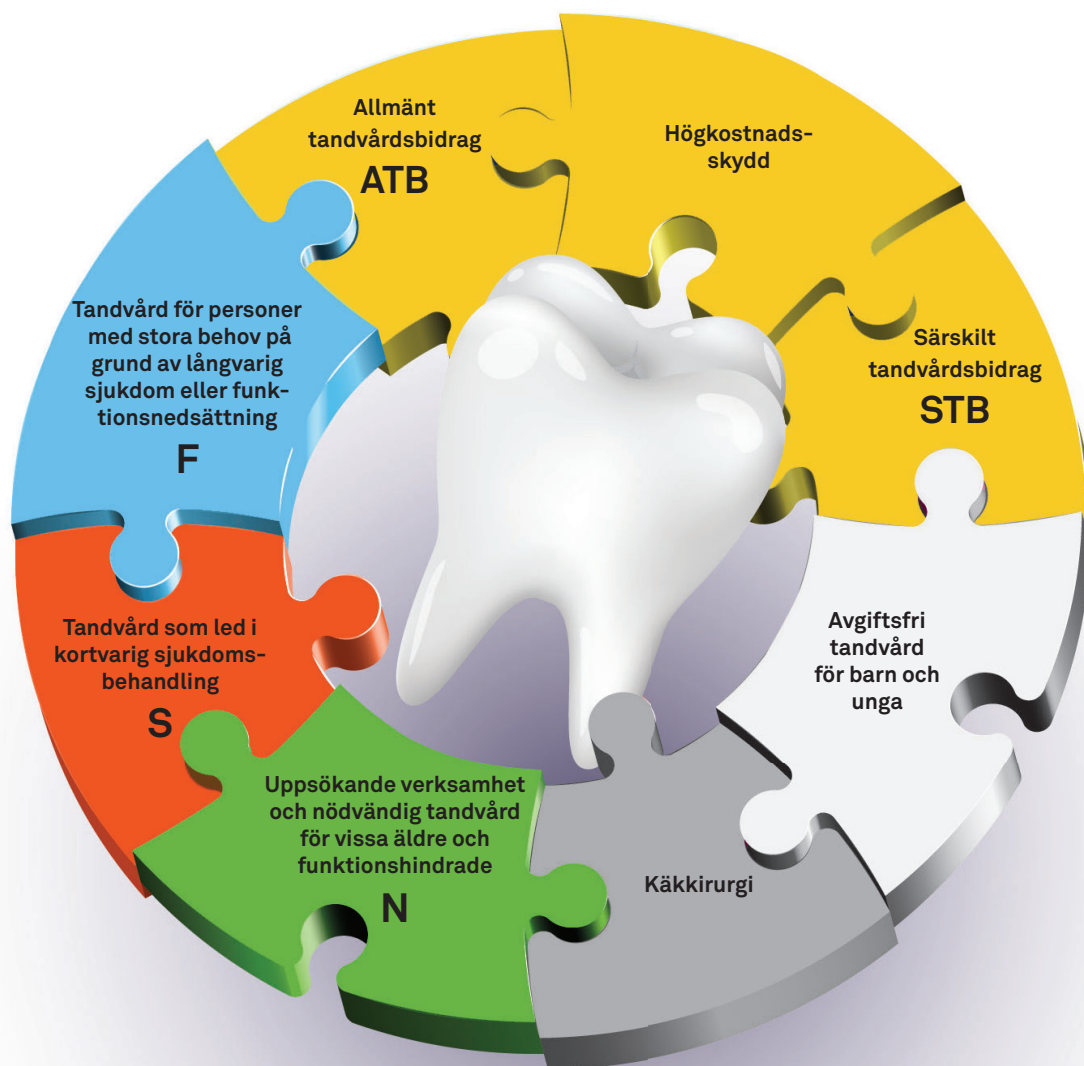 Allmänt
tandvårdsbidrag
ATB
Högkostnads-
skydd
Särskilt
tandvårdsbidrag
STB
Avgiftsfri
tandvård
för barn och
unga
Käkkirurgi
Uppsökande verksamhet
och nödvändig tandvård
för vissa äldre och
funktionshindrade
N
Tandvård som led i
kortvarig sjukdoms-
behandling
S
Tandvård för personer
med stora behov på
grund av långvarig
sjukdom eller funk-
tionsnedsättning
F